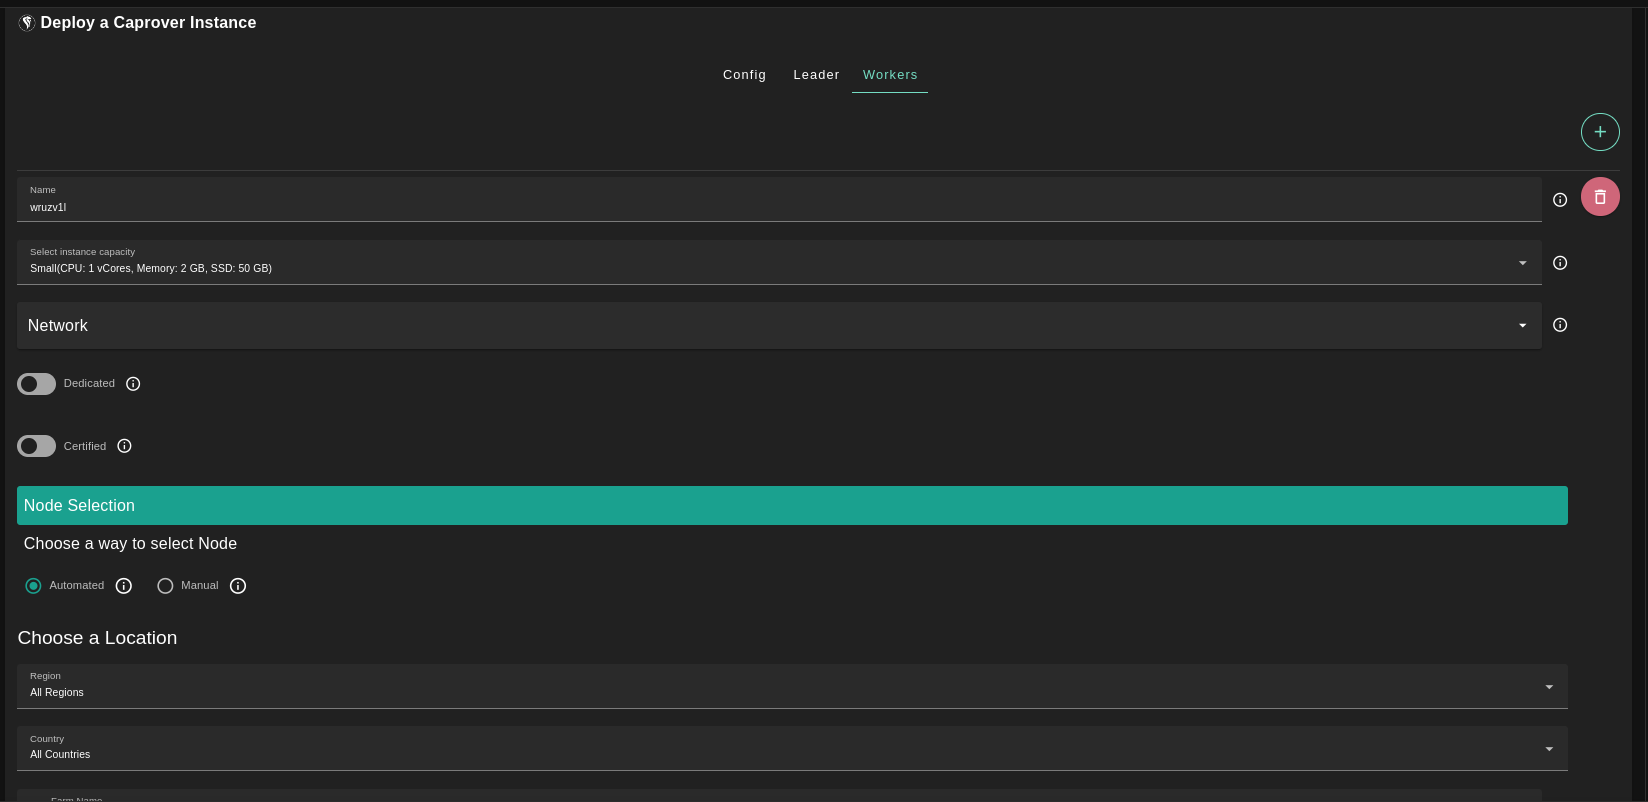 Deploy a Caprover Instance
Config Leader Workers
Name
wruzv1l
Select instance capacity
Small(CPU: 1 vCores, Memory: 2 GB, SSD: 50 GB)
Network
Dedicated
Certified
Node Selection
Choose a way to select Node
Automated Manual
Choose a Location
Region
All Regions
Country
All Countries
Farm Name